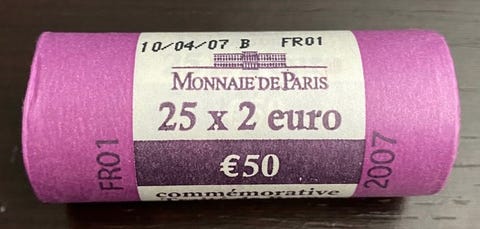 10/04/07 B FR01
MONNAIE DE PARIS
25 x 2 euro
€50
commémorative
FR01
2007